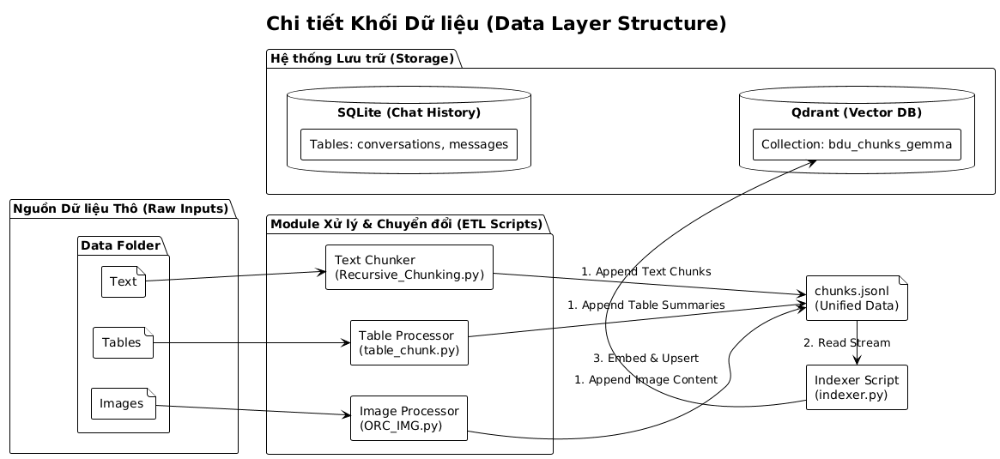 Chi tiết Khối Dữ liệu (Data Layer Structure)
Hệ thống Lưu trữ (Storage)
SQLite (Chat History)
Tables: conversations, messages
Qdrant (Vector DB)
Collection: bdu_chunks_gemma
Nguồn Dữ liệu Thô (Raw Inputs)
Data Folder
Text
Tables
Images
Module Xử lý & Chuyển đổi (ETL Scripts)
Text Chunker
(Recursive_Chunking.py)
Table Processor
(table_chunk.py)
Image Processor
(ORC_IMG.py)
1. Append Text Chunks
1. Append Table Summaries
3. Embed & Upsert
1. Append Image Content
chunks.jsonl
(Unified Data)
2. Read Stream
Indexer Script
(indexer.py)